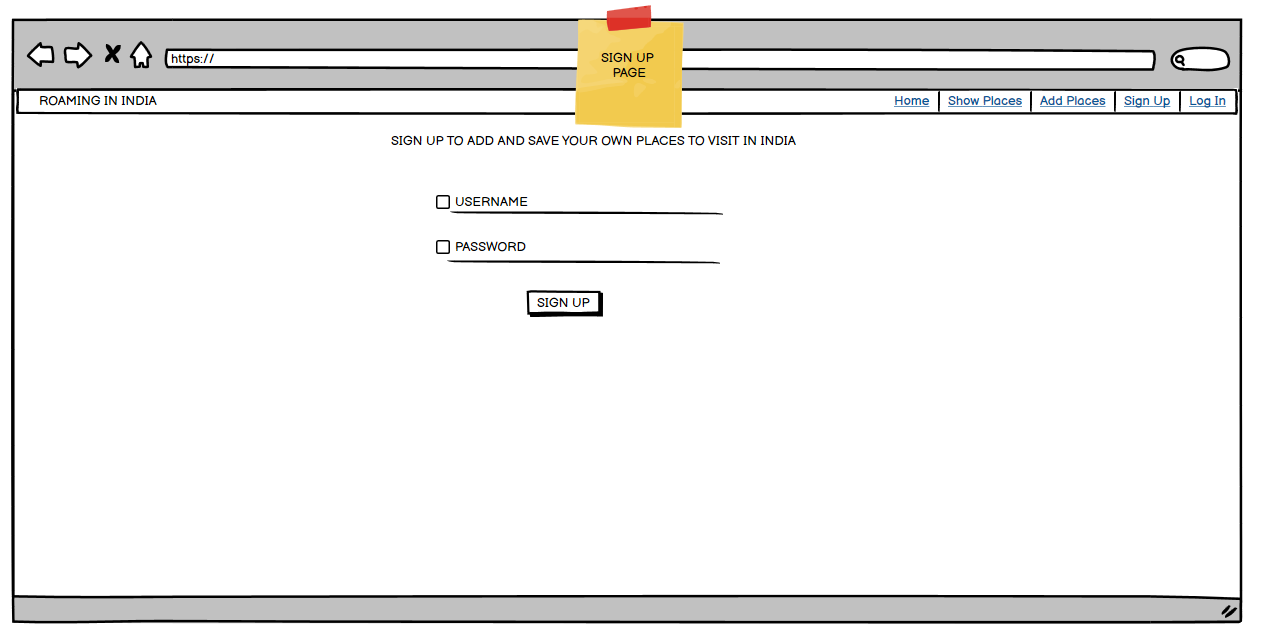 SIGN UP
PAGE
https://
ROAMING IN INDIA
Home
Show Places
Add Places
Sign Up
Log In
SIGN UP TO ADD AND SAVE YOUR OWN PLACES TO VISIT IN INDIA
USERNAME
PASSWORD
SIGN UP